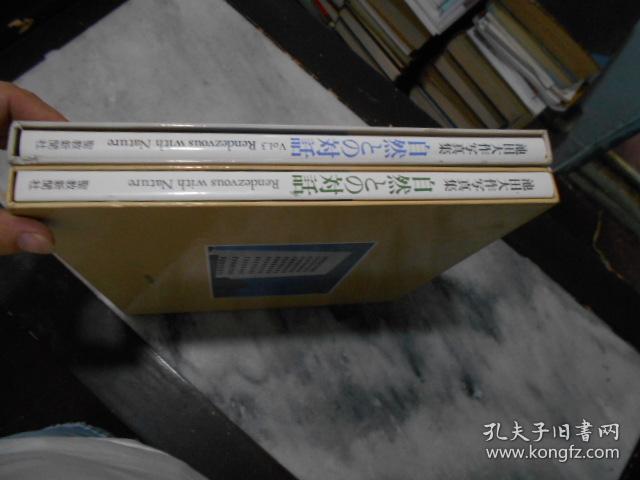 池田大作写真集
自然との対話
Vol.3
Rendezvous with Nature
聖教新聞社
池田大作写真集
自然との対話
Rendezvous with Nature
聖教新聞社
孔夫子旧书网
www.kongfz.com